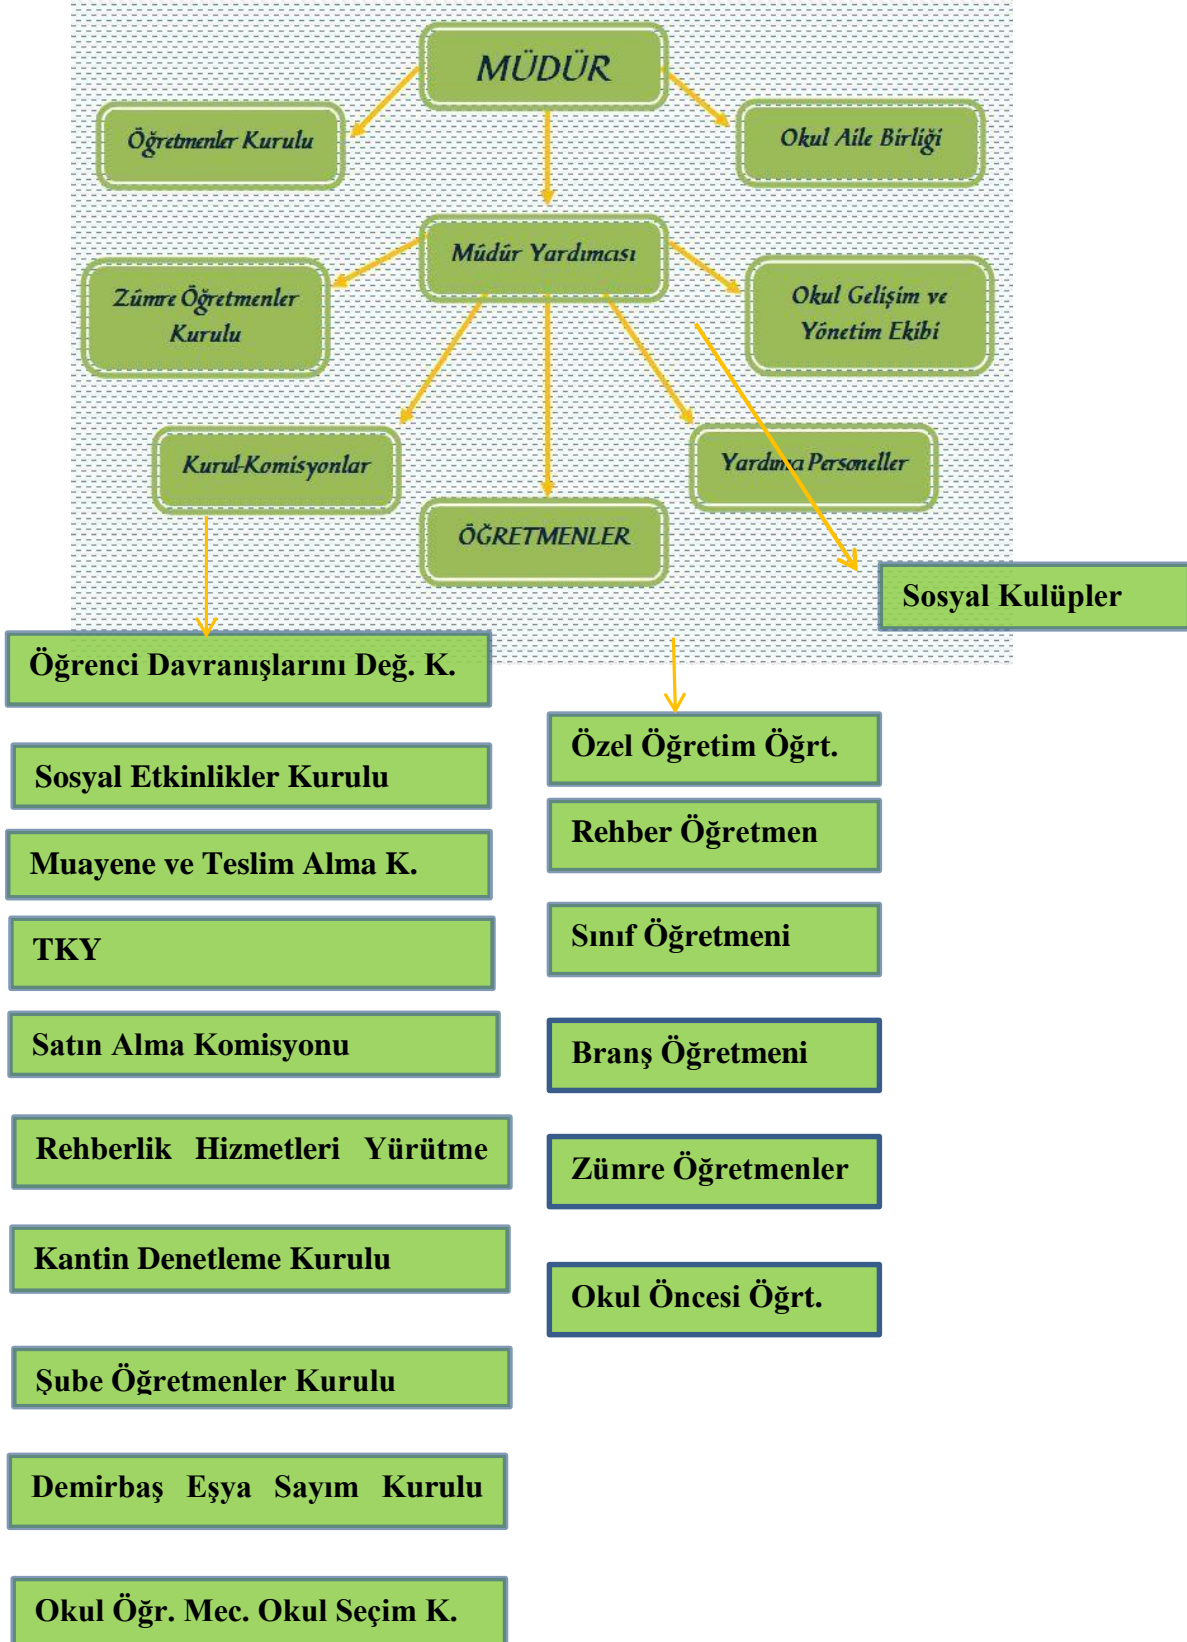 MÜDÜR
Öğretmenler Kurulu
Okul Aile Birliği
Müdür Yardımcısı
Zümre Öğretmenler
Kurulu
Okul Gelişim ve
Yönetim Ekibi
Kurul-Komisyonlar
Yardımcı Personeller
ÖĞRETMENLER
Sosyal Kulüpler
Öğrenci Davranışlarını Değ. K.
Sosyal Etkinlikler Kurulu
Muayene ve Teslim Alma K.
TKY
Satın Alma Komisyonu
Rehberlik Hizmetleri Yürütme
Kantin Denetleme Kurulu
Şube Öğretmenler Kurulu
Demirbaş Eşya Sayım Kurulu
Okul Öğr. Mec. Okul Seçim K.
Özel Öğretim Öğrt.
Rehber Öğretmen
Sınıf Öğretmeni
Branş Öğretmeni
Zümre Öğretmenler
Okul Öncesi Öğrt.